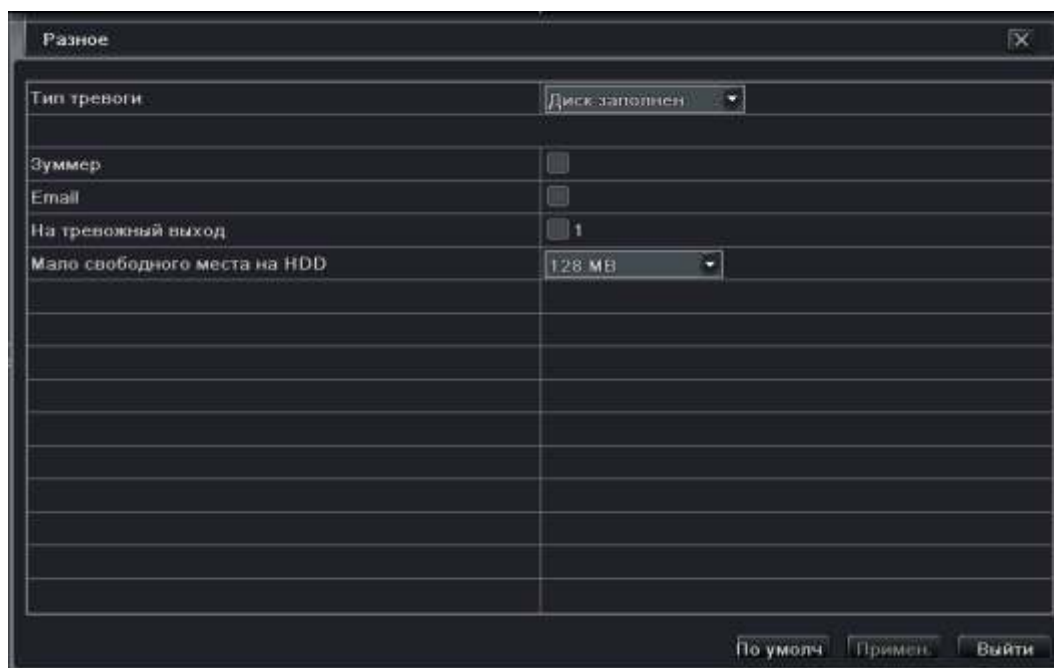 Разное
Тип тревоги Диск заполнен
Зуммер
Email
На тревожный выход 1
Мало свободного места на HDD 128 MB
По умолч Примен. Выйти